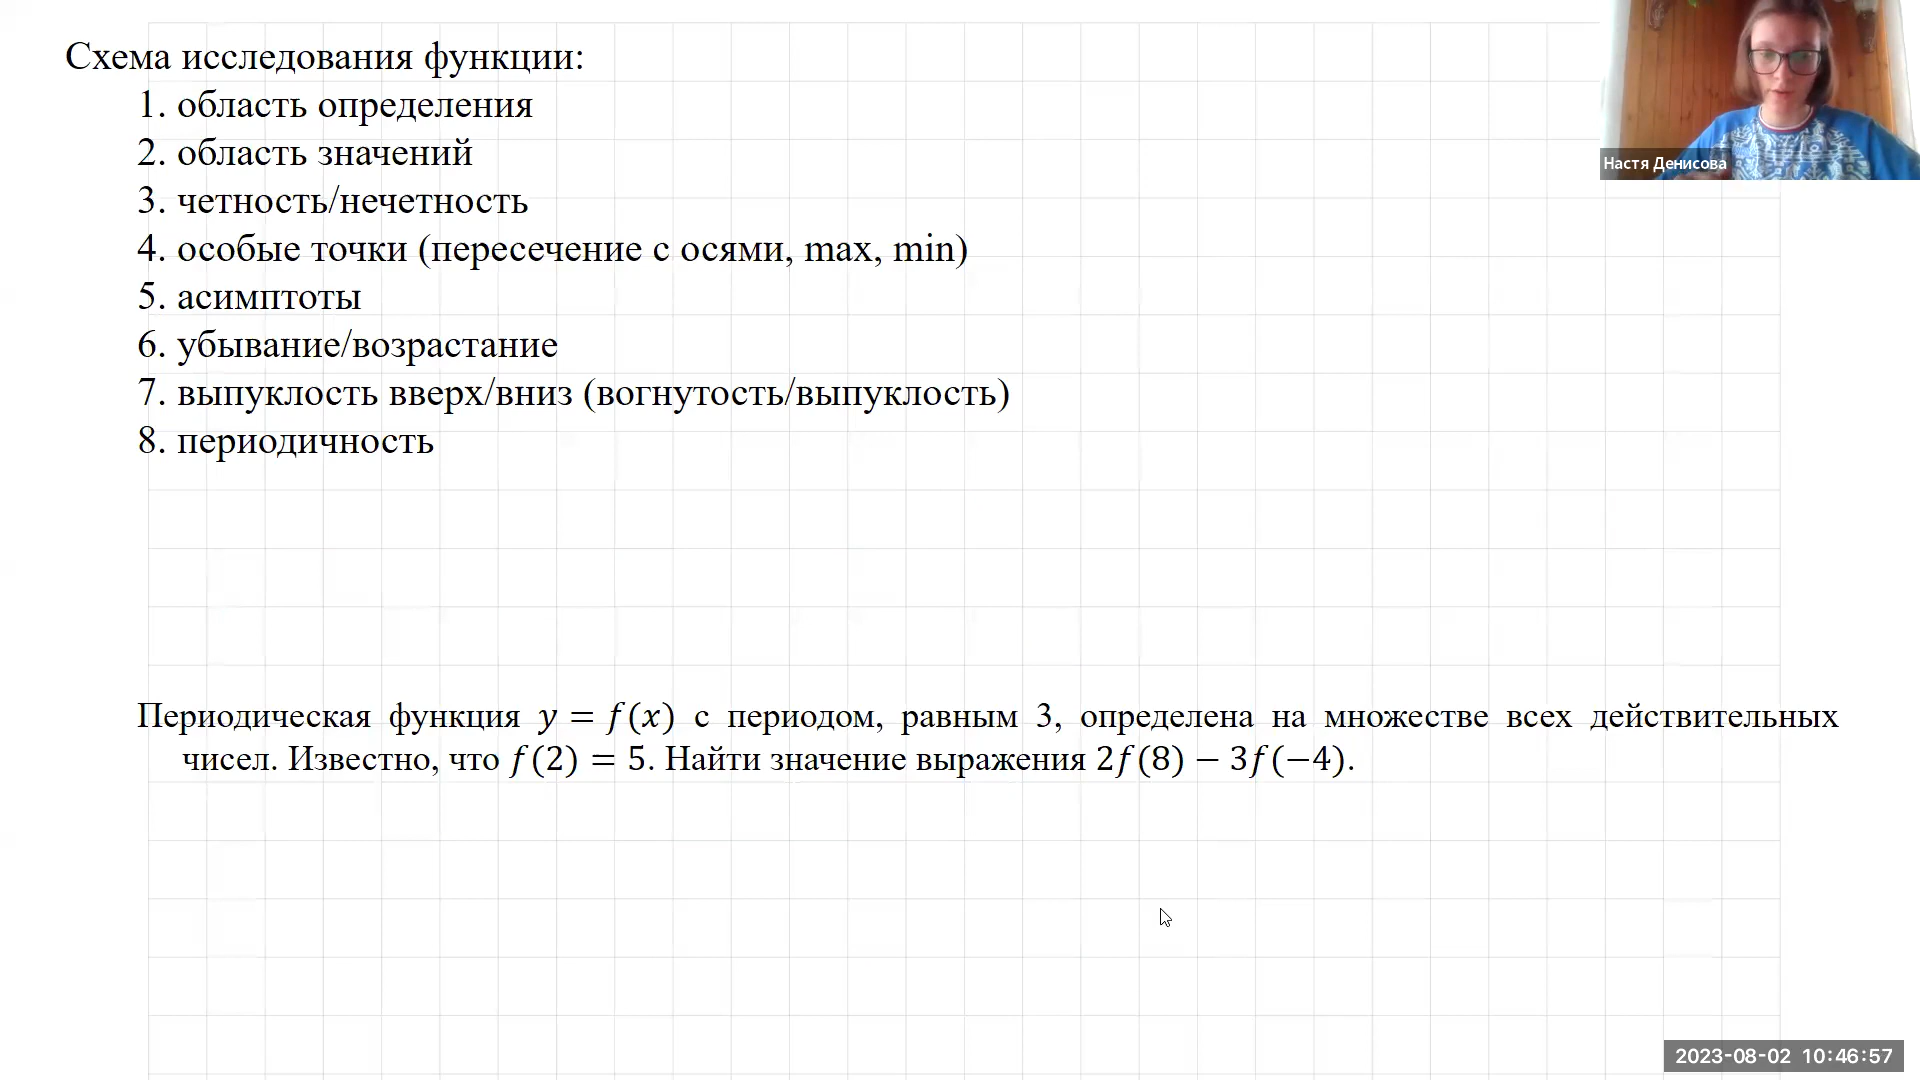 Схема исследования функции:
1. область определения
2. область значений
3. четность/нечетность
4. особые точки (пересечение с осями, max, min)
5. асимптоты
6. убывание/возрастание
7. выпуклость вверх/вниз (вогнутость/выпуклость)
8. периодичность
Настя Денисова
Периодическая функция y = f(x) с периодом, равным 3, определена на множестве всех действительных
чисел. Известно, что f(2) = 5. Найти значение выражения 2f(8) − 3f(−4).
2023-08-02 10:46:57